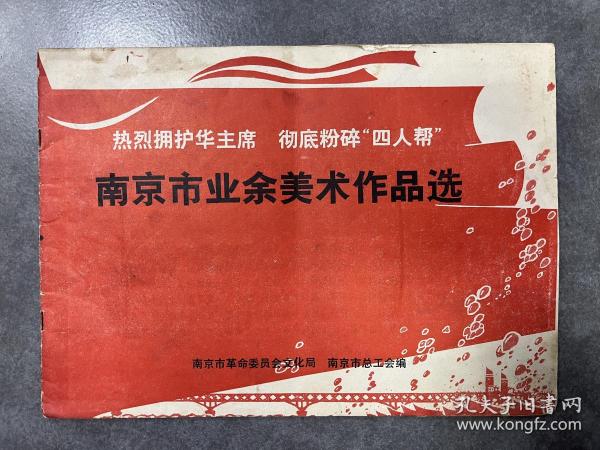 热烈拥护华主席 彻底粉碎“四人帮”
南京市业余美术作品选
南京市革命委员会文化局 南京市总工会编
孔夫子旧书网
www.kongfz.com